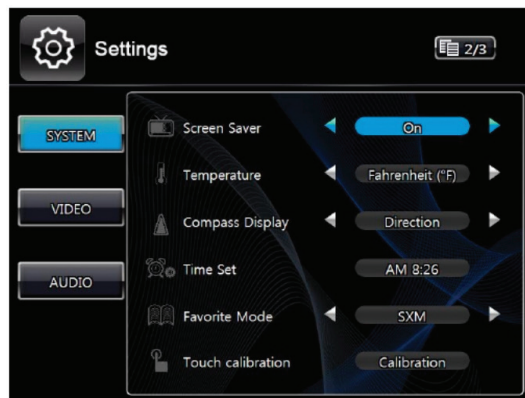 Settings
2/3
SYSTEM
VIDEO
AUDIO
Screen Saver On
Temperature Fahrenheit (°F)
Compass Display Direction
Time Set AM 8:26
Favorite Mode SXM
Touch calibration Calibration